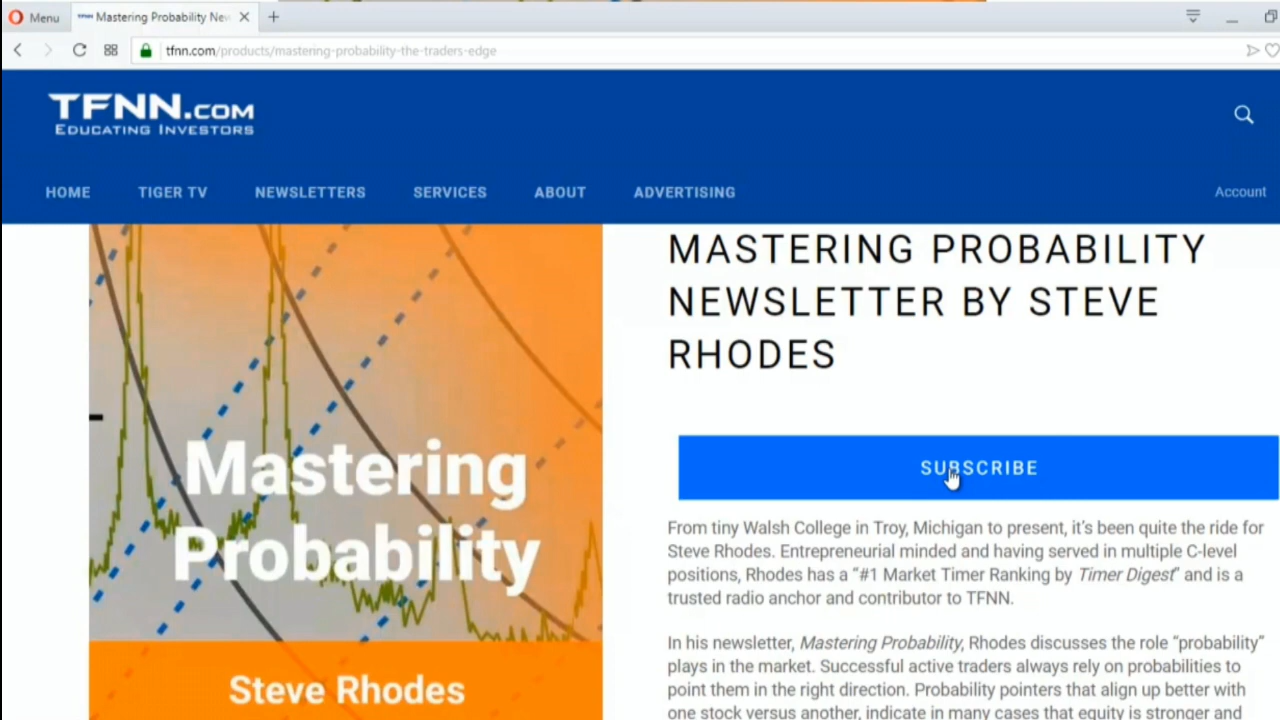 Menu
Mastering Probability New
tfnn.com/products/mastering-probability-the-traders-edge
TFNN.COM
EDUCATING INVESTORS
HOME TIGER TV NEWSLETTERS SERVICES ABOUT ADVERTISING
Account
Mastering
Probability
Steve Rhodes
MASTERING PROBABILITY
NEWSLETTER BY STEVE
RHODES
SUBSCRIBE
From tiny Walsh College in Troy, Michigan to present, it's been quite the ride for
Steve Rhodes. Entrepreneurial minded and having served in multiple C-level
positions, Rhodes has a “#1 Market Timer Ranking by Timer Digest” and is a
trusted radio anchor and contributor to TFNN.
In his newsletter, Mastering Probability, Rhodes discusses the role “probability”
plays in the market. Successful active traders always rely on probabilities to
point them in the right direction. Probability pointers that align up better with
one stock versus another, indicate in many cases that equity is stronger and